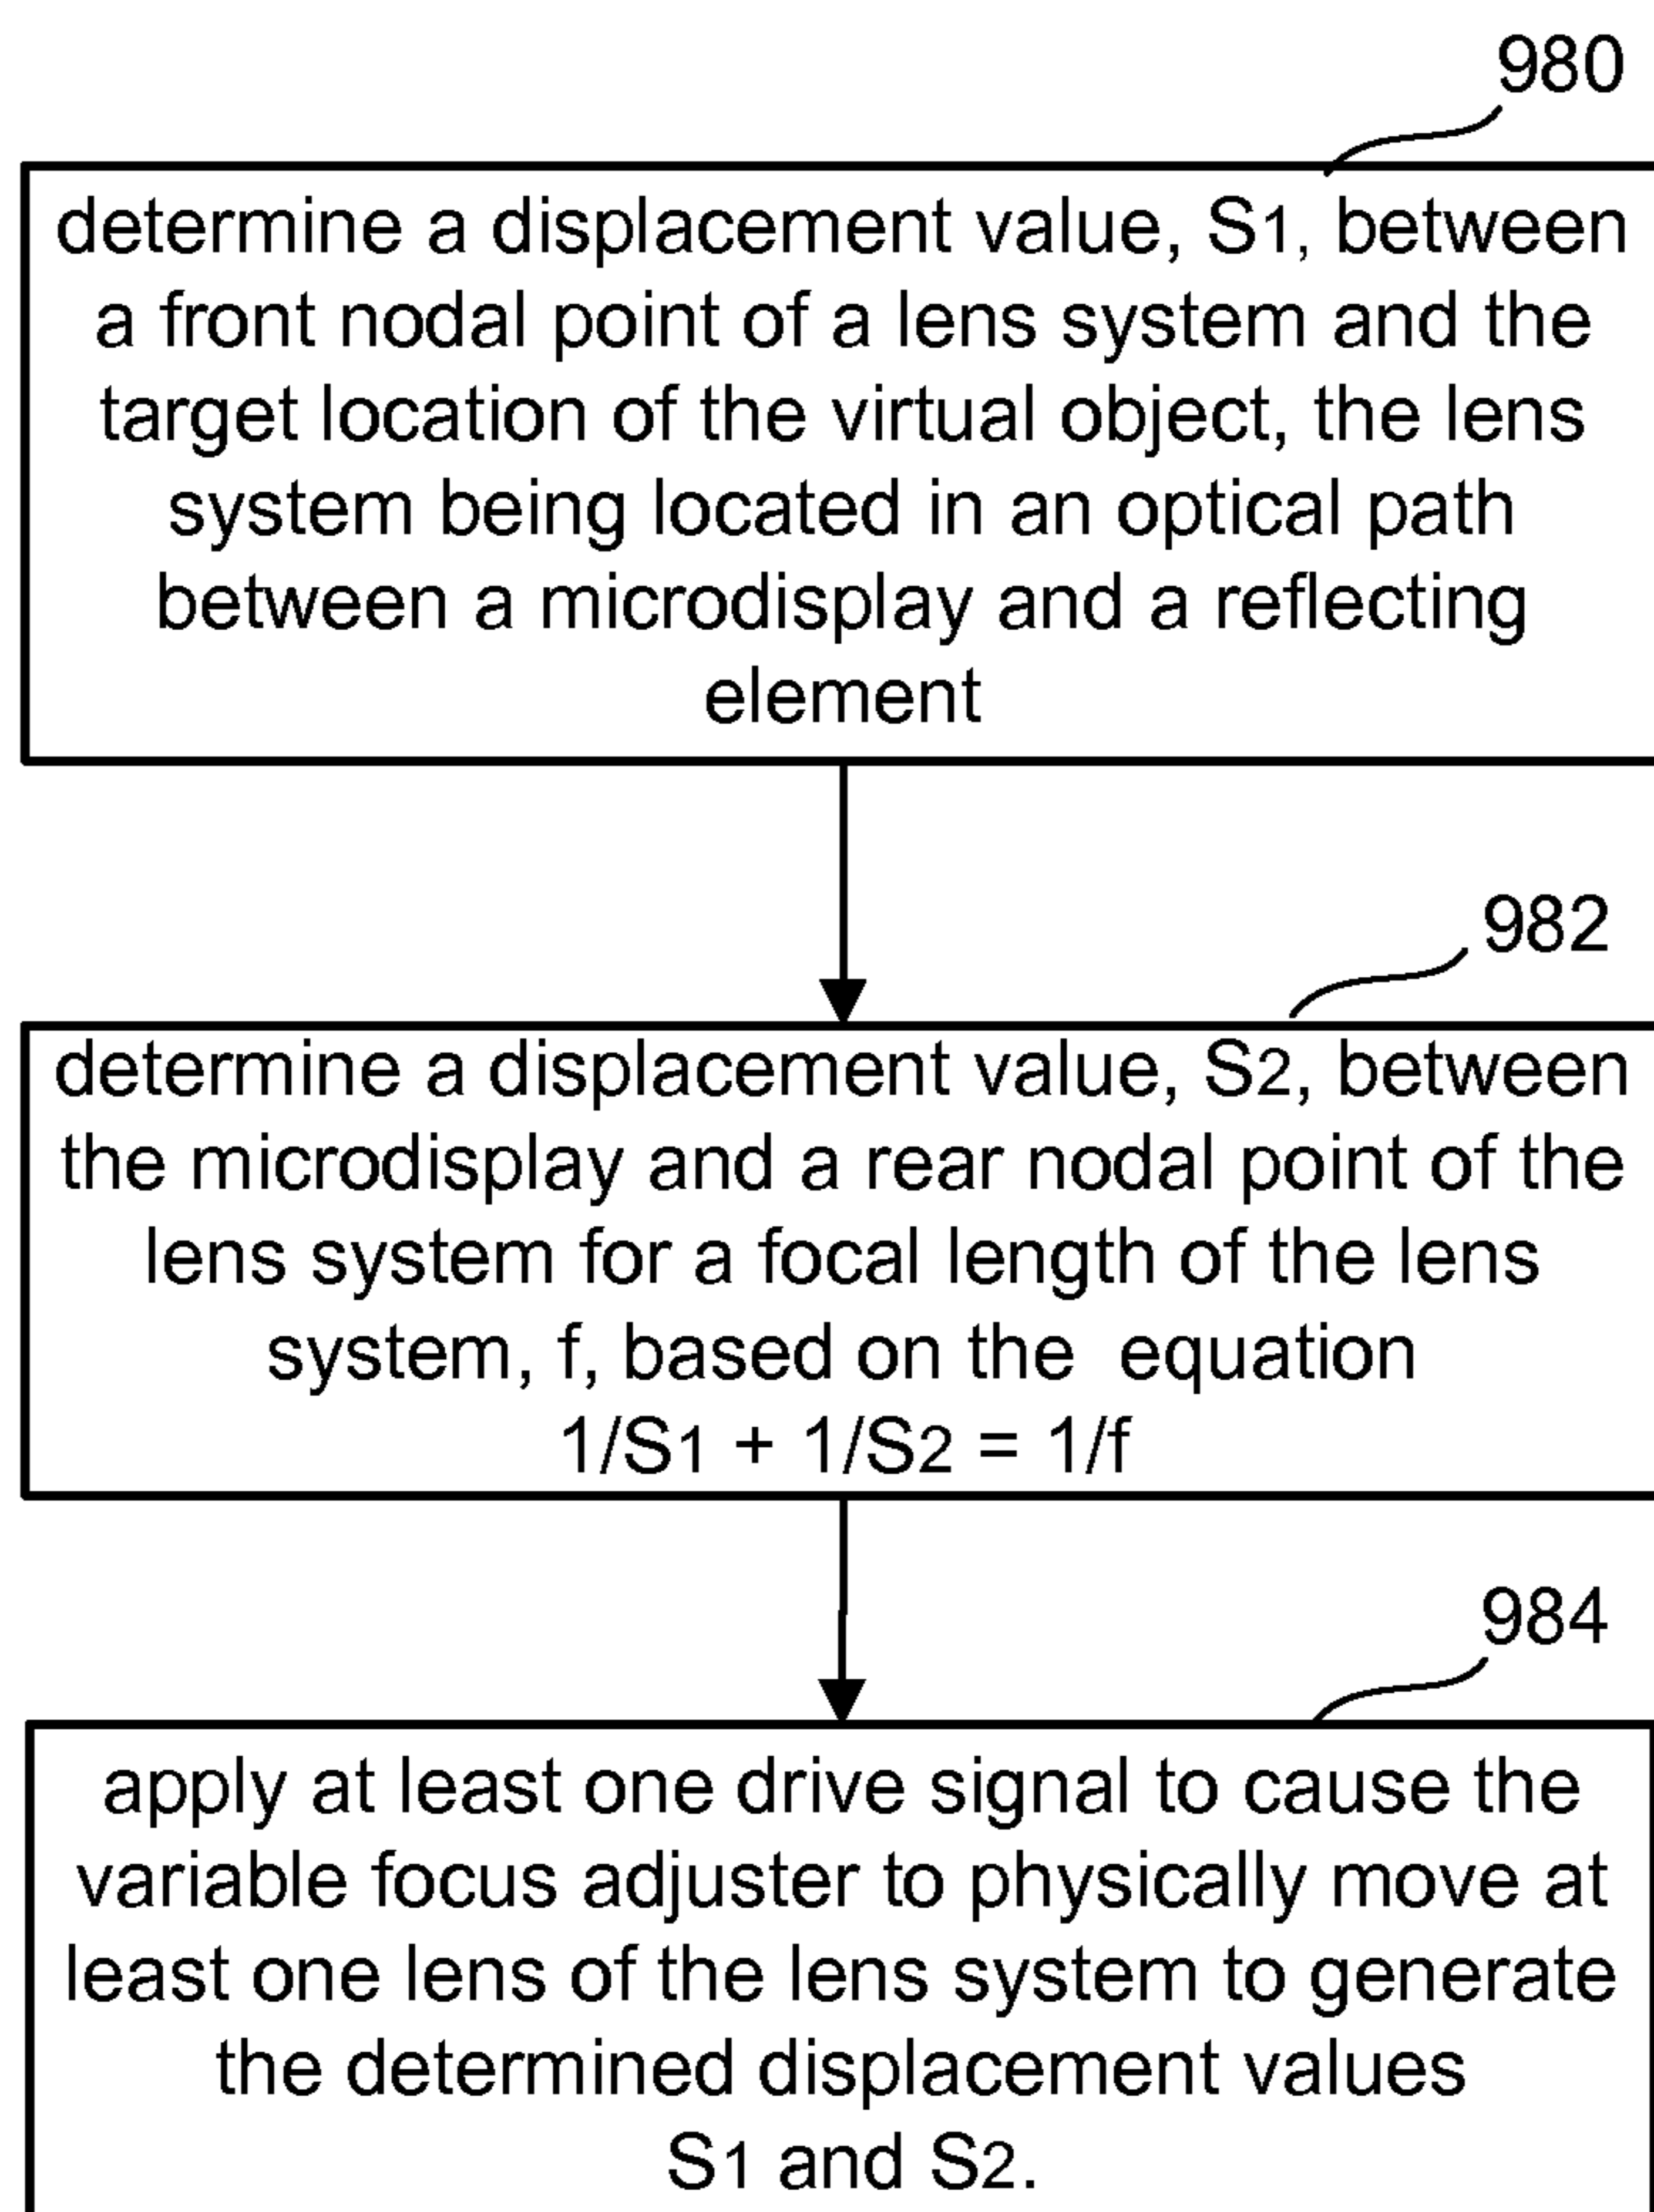 980
determine a displacement value, S1, between
a front nodal point of a lens system and the
target location of the virtual object, the lens
system being located in an optical path
between a microdisplay and a reflecting
element
982
determine a displacement value, S2, between
the microdisplay and a rear nodal point of the
lens system for a focal length of the lens
system, f, based on the equation
1/S1 + 1/S2 = 1/f
984
apply at least one drive signal to cause the
variable focus adjuster to physically move at
least one lens of the lens system to generate
the determined displacement values
S1 and S2.